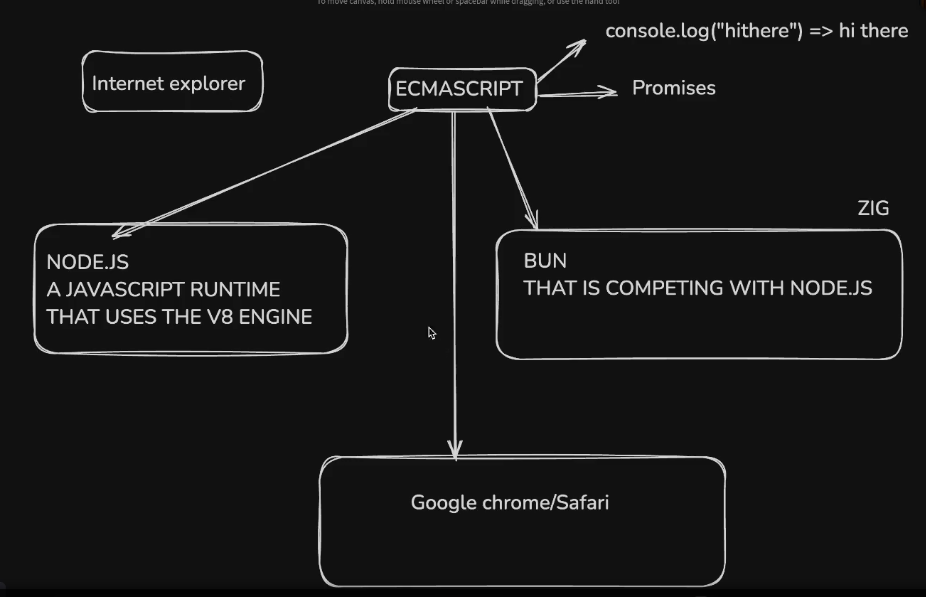 To move canvas, hold mouse wheel or spacebar while dragging, or use the hand tool
console.log("hithere") => hi there
Internet explorer
ECMASCRIPT
Promises
ZIG
NODE.JS
A JAVASCRIPT RUNTIME
THAT USES THE V8 ENGINE
BUN
THAT IS COMPETING WITH NODE.JS
Google chrome/Safari